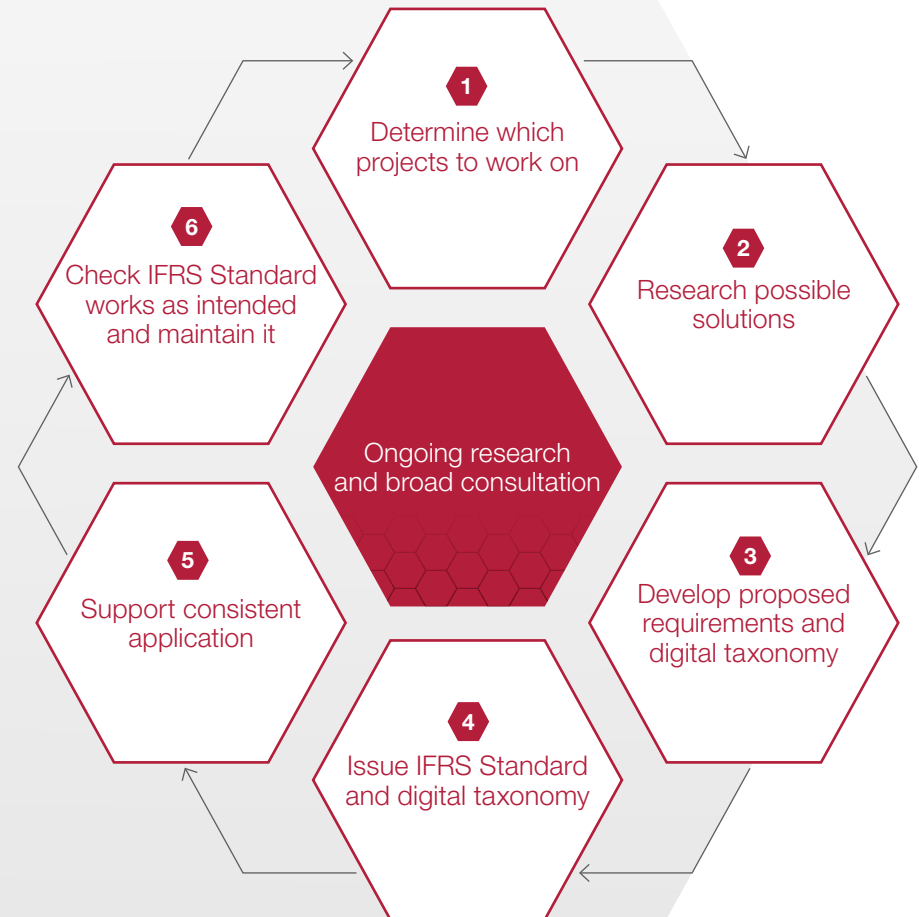 1
Determine which
projects to work on
2
Research possible
solutions
3
Develop proposed
requirements and
digital taxonomy
4
Issue IFRS Standard
and digital taxonomy
5
Support consistent
application
6
Check IFRS Standard
works as intended
and maintain it
Ongoing research
and broad consultation